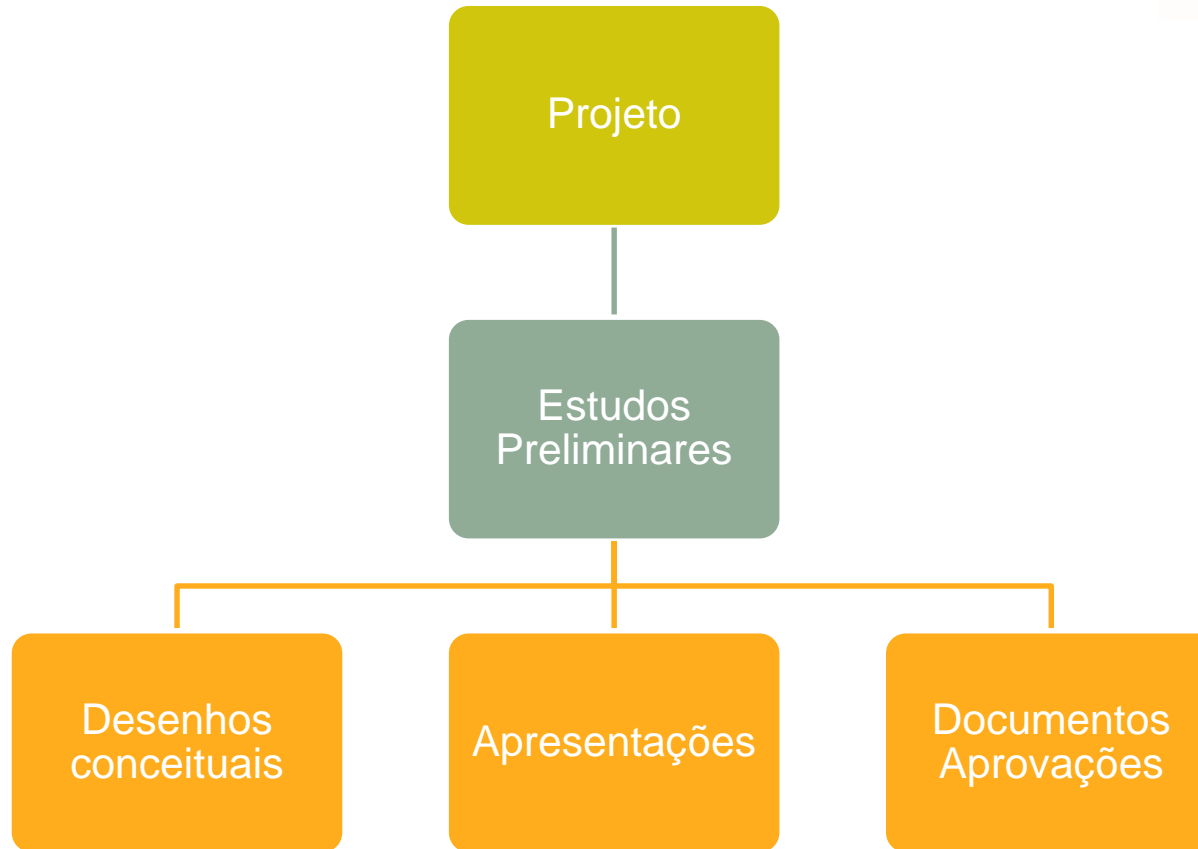 Projeto
Estudos
Preliminares
Desenhos
conceituais
Apresentações
Documentos
Aprovações